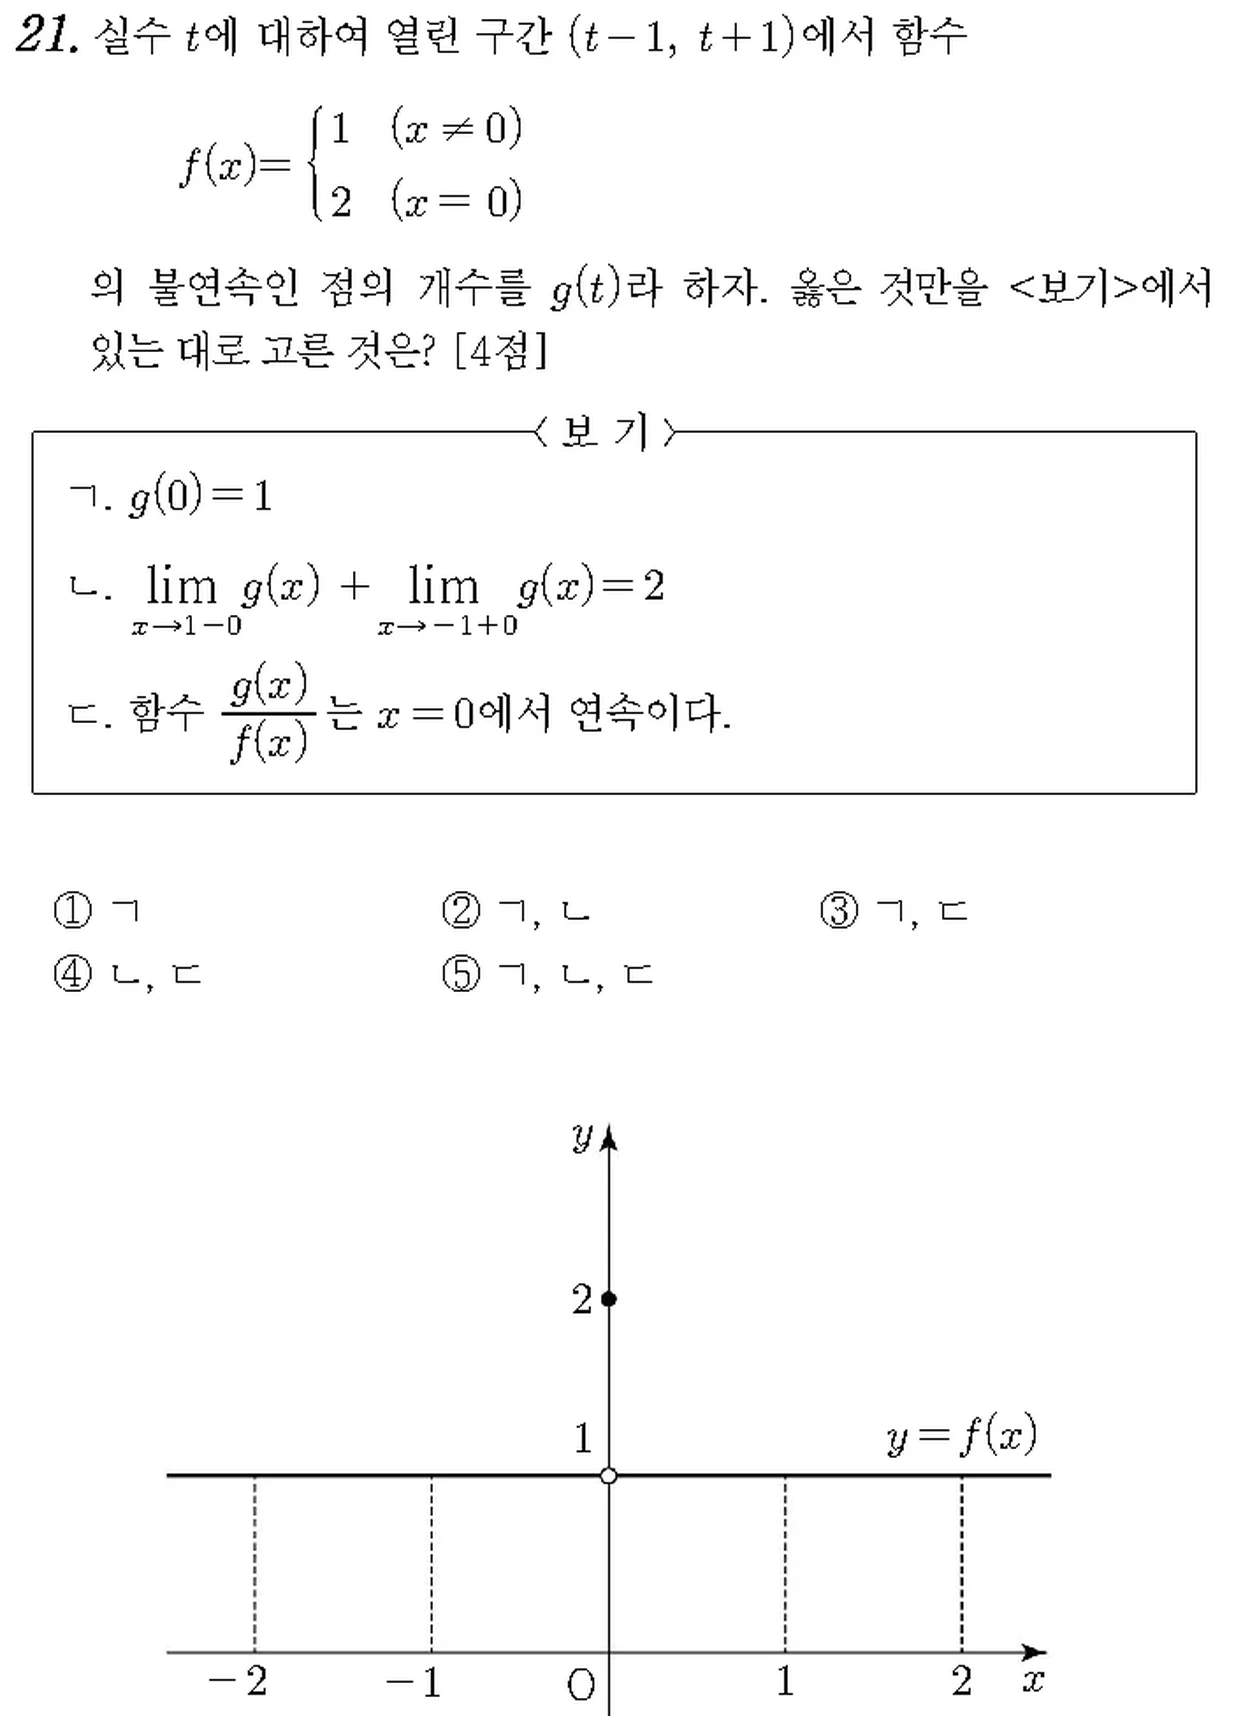 21. 실수 t에 대하여 열린 구간 (t-1, t+1)에서 함수
f(x)= { 1 (x ≠ 0)
2 (x = 0)
의 불연속인 점의 개수를 g(t)라 하자. 옳은 것만을 <보기>에서
있는 대로 고른 것은? [4점]
〈보 기〉
ㄱ. g(0)=1
ㄴ. lim g(x) + lim g(x)=2
x→1-0 x→-1+0
ㄷ. 함수 g(x)/f(x) 는 x=0에서 연속이다.
① ㄱ ② ㄱ, ㄴ ③ ㄱ, ㄷ
④ ㄴ, ㄷ ⑤ ㄱ, ㄴ, ㄷ
y
2
1
y=f(x)
-2 -1 O 1 2 x